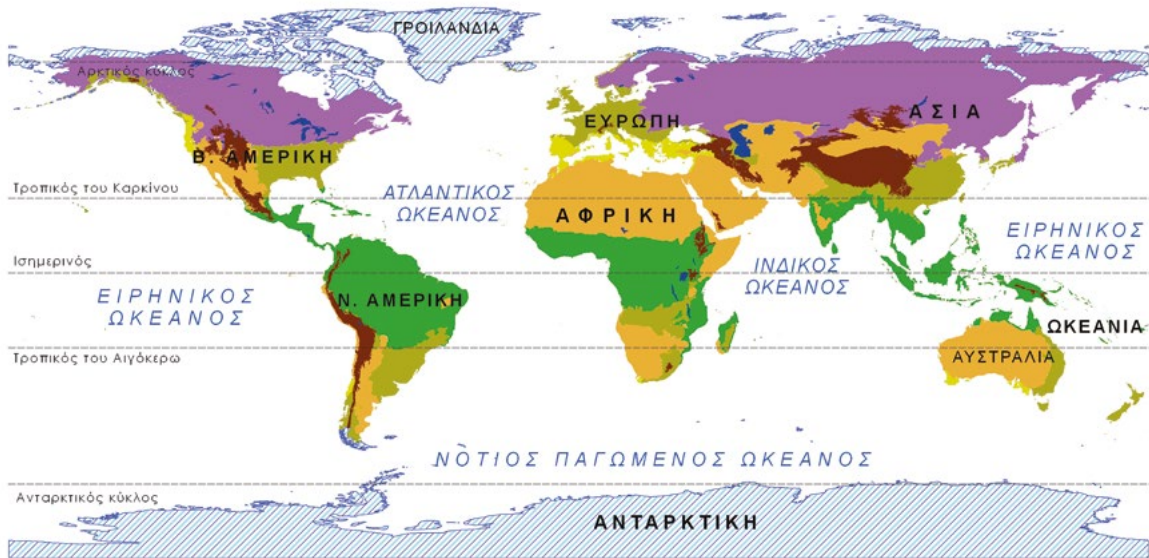 ΓΡΟΙΛΑΝΔΙΑ
Αρκτικός κύκλος
ΑΣΙΑ
ΕΥΡΩΠΗ
Β. ΑΜΕΡΙΚΗ
Τροπικός του Καρκίνου
ΑΤΛΑΝΤΙΚΟΣ
ΩΚΕΑΝΟΣ
ΑΦΡΙΚΗ
ΕΙΡΗΝΙΚΟΣ
ΩΚΕΑΝΟΣ
Ισημερινός
ΙΝΔΙΚΟΣ
ΩΚΕΑΝΟΣ
ΕΙΡΗΝΙΚΟΣ
ΩΚΕΑΝΟΣ
Ν. ΑΜΕΡΙΚΗ
ΩΚΕΑΝΙΑ
Τροπικός του Αιγόκερω
ΑΥΣΤΡΑΛΙΑ
ΝΟΤΙΟΣ ΠΑΓΩΜΕΝΟΣ ΩΚΕΑΝΟΣ
Ανταρκτικός κύκλος
ΑΝΤΑΡΚΤΙΚΗ